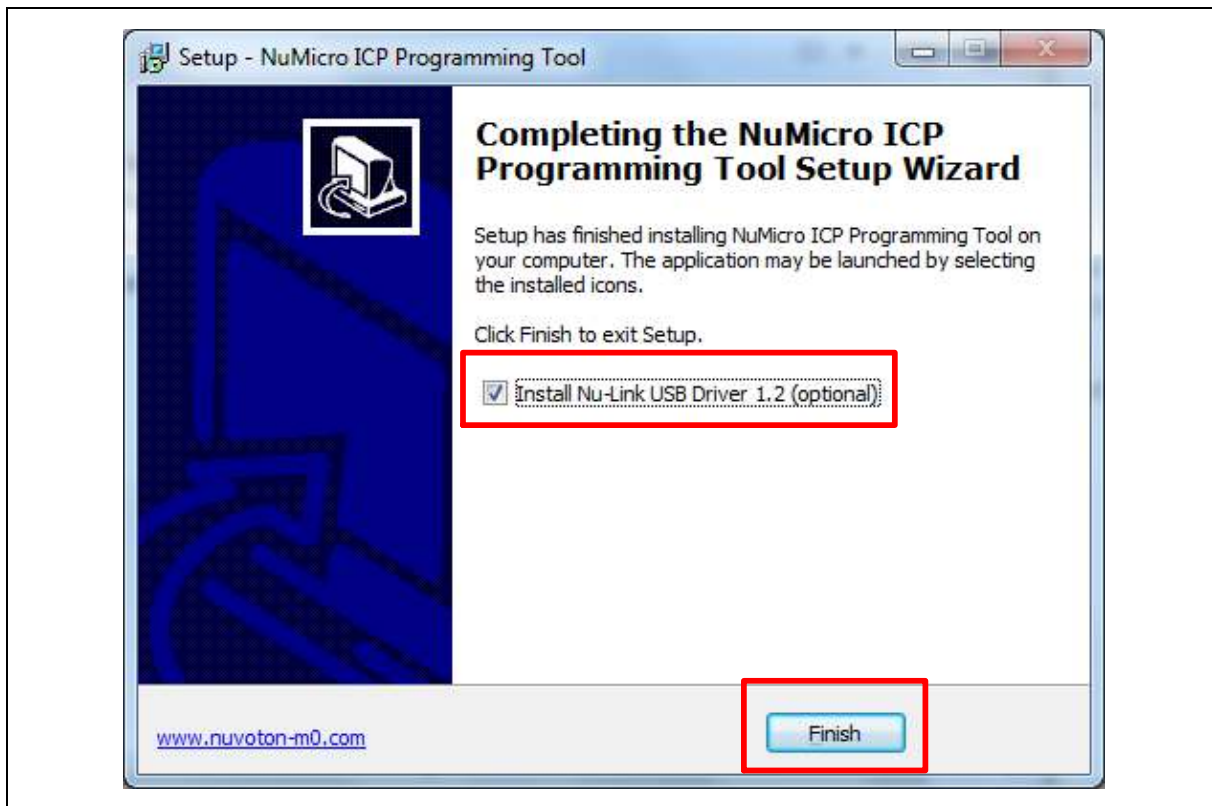 Setup - NuMicro ICP Programming Tool
Completing the NuMicro ICP
Programming Tool Setup Wizard
Setup has finished installing NuMicro ICP Programming Tool on
your computer. The application may be launched by selecting
the installed icons.
Click Finish to exit Setup.
Install Nu-Link USB Driver 1.2 (optional)
www.nuvoton-m0.com
Finish